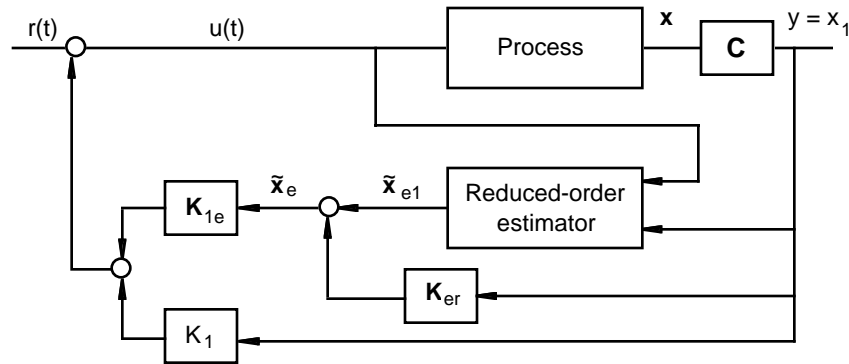 r(t)
u(t)
Process
x
C
y = x₁
K₁ₑ
x̃ₑ
x̃ₑ₁
Reduced-order
estimator
Kₑᵣ
K₁